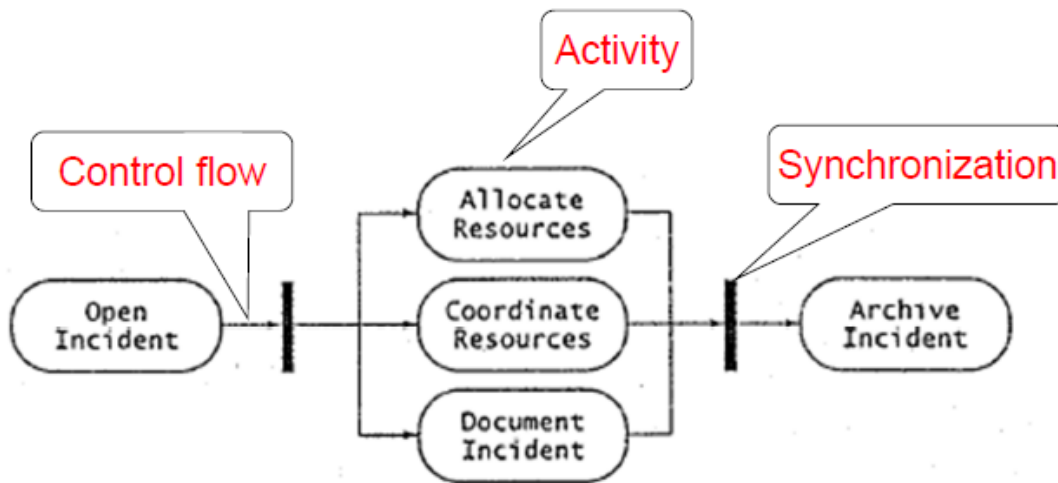 Activity
Control flow
Synchronization
Allocate
Resources
Open
Incident
Coordinate
Resources
Archive
Incident
Document
Incident